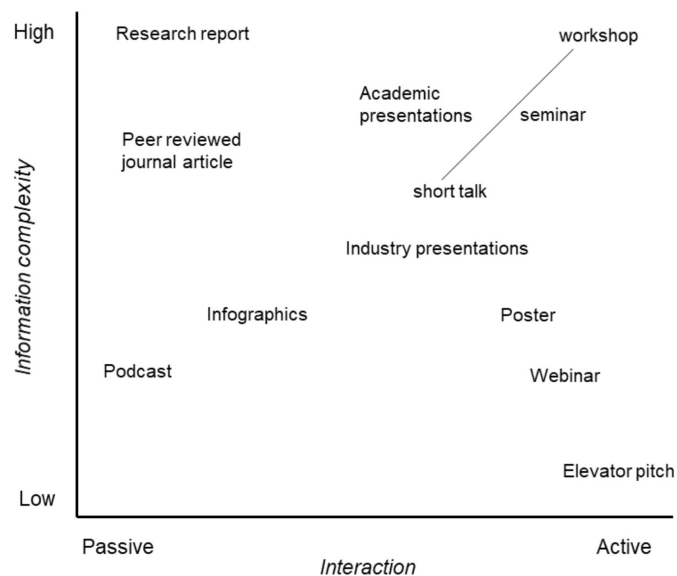 High
Research report
workshop
Academic
presentations
seminar
Peer reviewed
journal article
short talk
Information complexity
Industry presentations
Infographics
Poster
Podcast
Webinar
Elevator pitch
Low
Passive
Active
Interaction